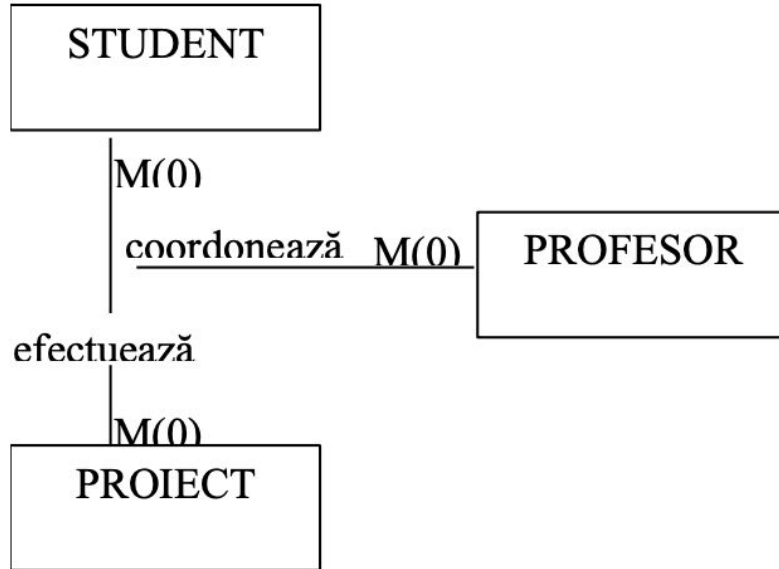 STUDENT
M(0)
coordonează M(0)
PROFESOR
efectuează
M(0)
PROIECT